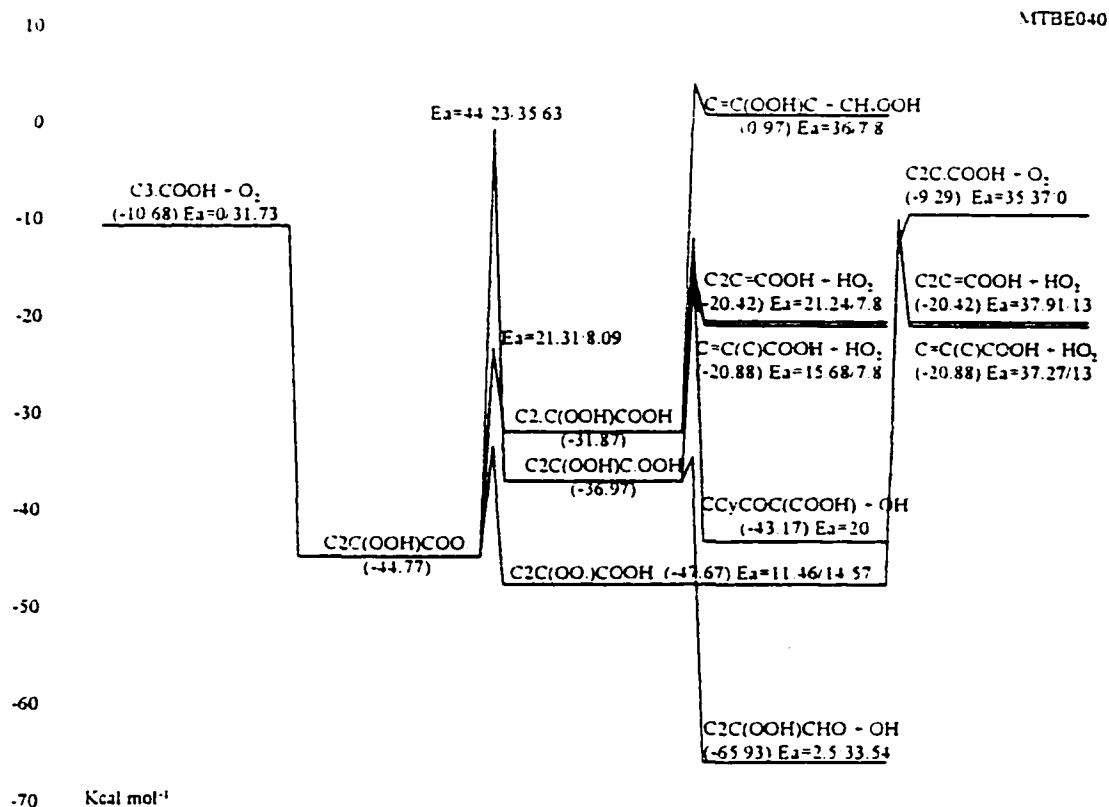 MTBE040
10
C=C(OOH)C + CH.OOH
(0.97) Ea=36/7.8
Ea=44.23/35.63
0
C2C.COOH + O2
(-9.29) Ea=35.37/0
C3.COOH + O2
(-10.68) Ea=0/31.73
-10
C2C=COOH + HO2
(-20.42) Ea=21.24/7.8
C2C=COOH + HO2
(-20.42) Ea=37.91/13
-20
Ea=21.31/8.09
C=C(C)COOH + HO2
(-20.88) Ea=15.68/7.8
C=C(C)COOH + HO2
(-20.88) Ea=37.27/13
-30
C2.C(OOH)COOH
(-31.87)
C2C(OOH)C.OOH
(-36.97)
-40
CCyCOC(COOH) + OH
(-43.17) Ea=20
C2C(OOH)COO
(-44.77)
C2C(OO.)COOH (-47.67) Ea=11.46/14.57
-50
-60
C2C(OOH)CHO + OH
(-65.93) Ea=2.5/33.54
-70
Kcal mol-1